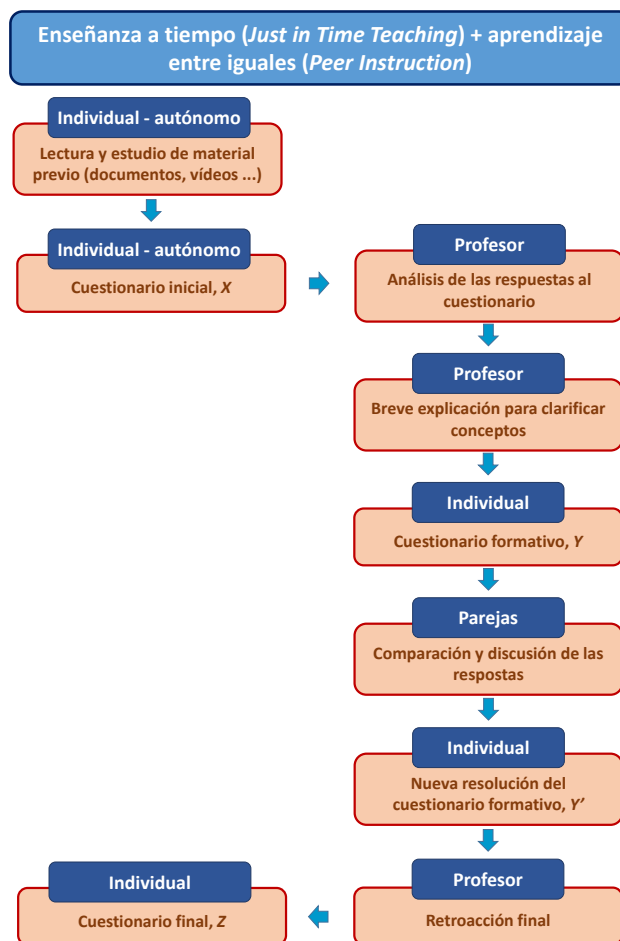 Enseñanza a tiempo (Just in Time Teaching) + aprendizaje
entre iguales (Peer Instruction)
Individual - autónomo
Lectura y estudio de material
previo (documentos, vídeos ...)
Individual - autónomo
Cuestionario inicial, X
Profesor
Análisis de las respuestas al
cuestionario
Profesor
Breve explicación para clarificar
conceptos
Individual
Cuestionario formativo, Y
Parejas
Comparación y discusión de las
respostas
Individual
Nueva resolución del
cuestionario formativo, Y’
Profesor
Retroacción final
Individual
Cuestionario final, Z